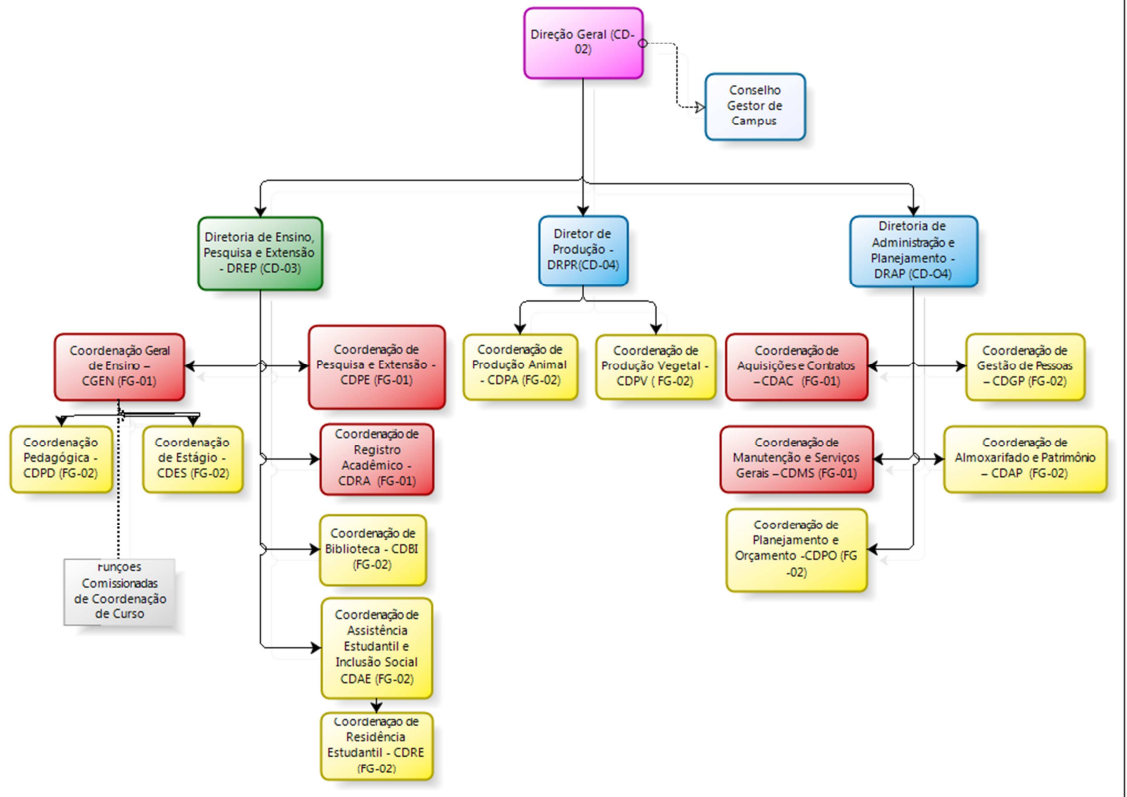 Direção Geral (CD-
02)
Conselho
Gestor de
Campus
Diretoria de Ensino,
Pesquisa e Extensão
- DREP (CD-03)
Diretor de
Produção -
DRPR(CD-04)
Diretoria de
Administração e
Planejamento -
DRAP (CD-O4)
Coordenação Geral
de Ensino –
CGEN (FG-01)
Coordenação de
Pesquisa e Extensão -
CDPE (FG-01)
Coordenação de
Produção Animal
- CDPA (FG-02)
Coordenação de
Produção Vegetal -
CDPV ( FG-02)
Coordenação de
Aquisições e Contratos
– CDAC (FG-01)
Coordenação de
Gestão de Pessoas
– CDGP (FG-02)
Coordenação
Pedagógica -
CDPD (FG-02)
Coordenação
de Estágio -
CDES (FG-02)
Coordenação de
Registro
Acadêmico -
CDRA (FG-01)
Coordenação de
Manutenção e Serviços
Gerais – CDMS (FG-01)
Coordenação de
Almoxarifado e Patrimônio
– CDAP (FG-02)
Coordenação de
Biblioteca - CDBI
(FG-02)
Coordenação de
Planejamento e
Orçamento -CDPO (FG
-02)
Funções
Comissionadas
de Coordenação
de Curso
Coordenação de
Assistência
Estudantil e
Inclusão Social
CDAE (FG-02)
Coordenação de
Residência
Estudantil - CDRE
(FG-02)